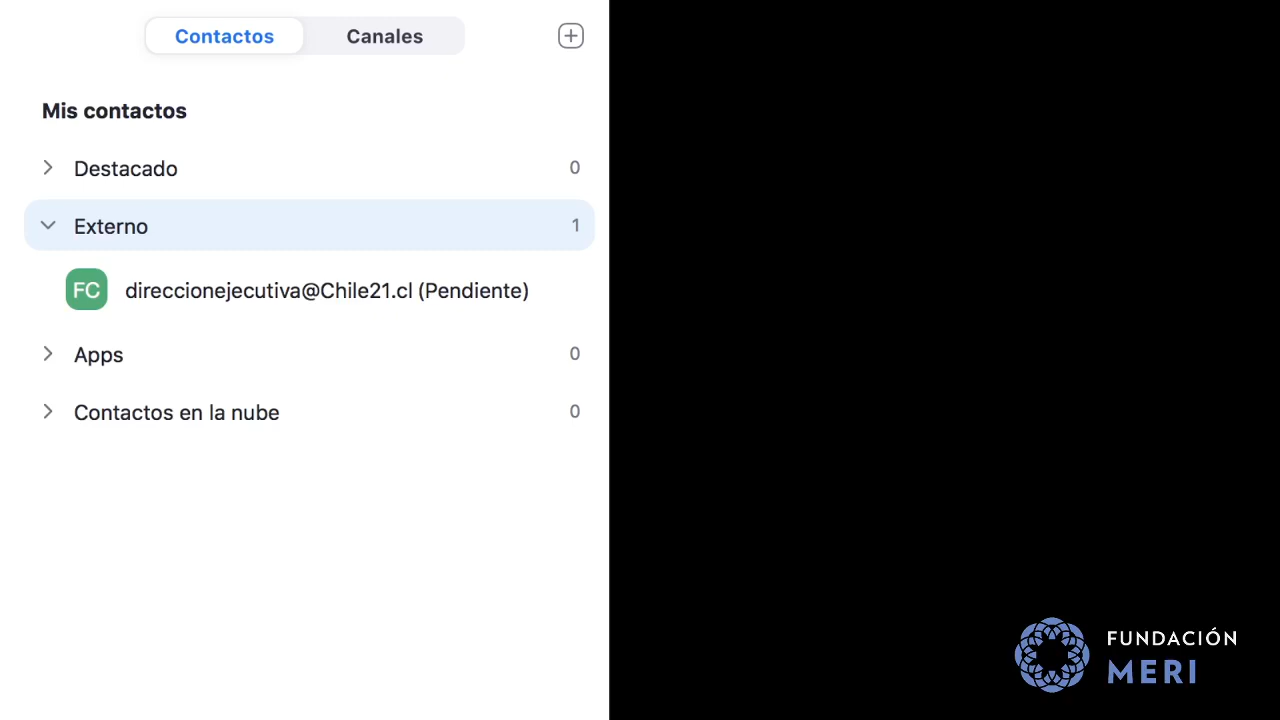 Contactos Canales
Mis contactos
Destacado 0
Externo 1
FC direccionejecutiva@Chile21.cl (Pendiente)
Apps 0
Contactos en la nube 0
FUNDACIÓN
MERI